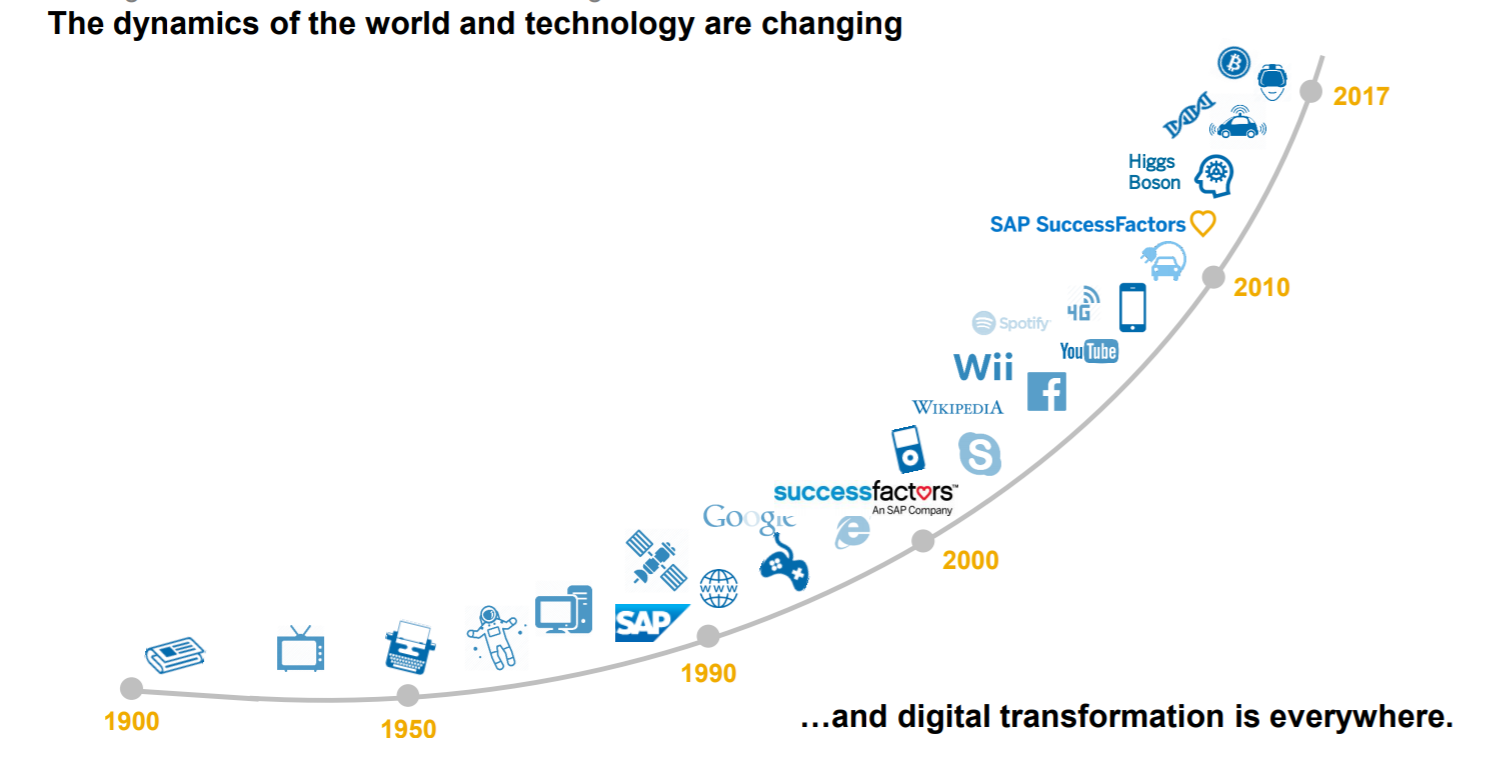 The dynamics of the world and technology are changing
2017
Higgs
Boson
SAP SuccessFactors
2010
4G
Spotify
YouTube
Wii
f
WIKIPEDIA
S
successfactors™
An SAP Company
Google
e
2000
www
SAP
1990
1900
1950
…and digital transformation is everywhere.